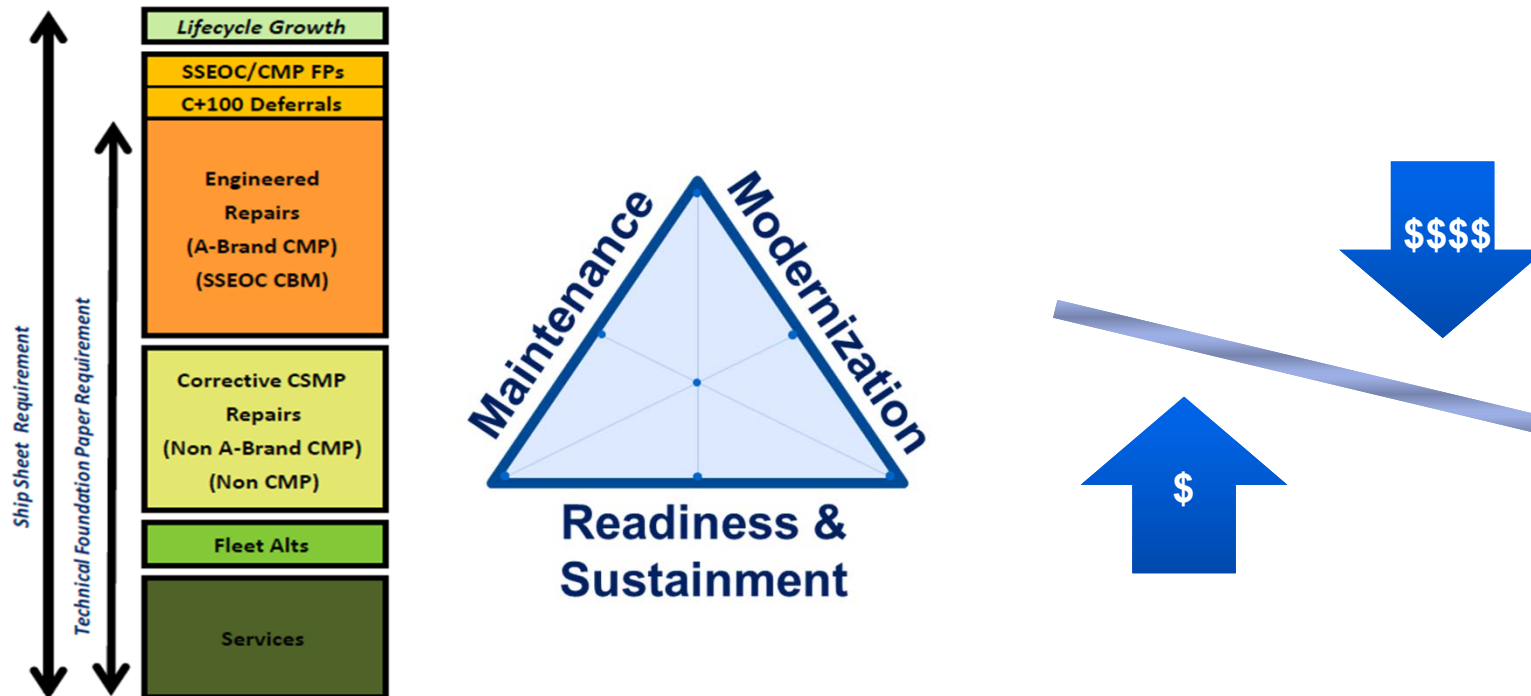 Ship Sheet Requirement
Technical Foundation Paper Requirement
Lifecycle Growth
SSEOC/CMP FPs
C+100 Deferrals
Engineered
Repairs
(A-Brand CMP)
(SSEOC CBM)
Corrective CSMP
Repairs
(Non A-Brand CMP)
(Non CMP)
Fleet Alts
Services
Maintenance
Modernization
Readiness &
Sustainment
$
$$$$